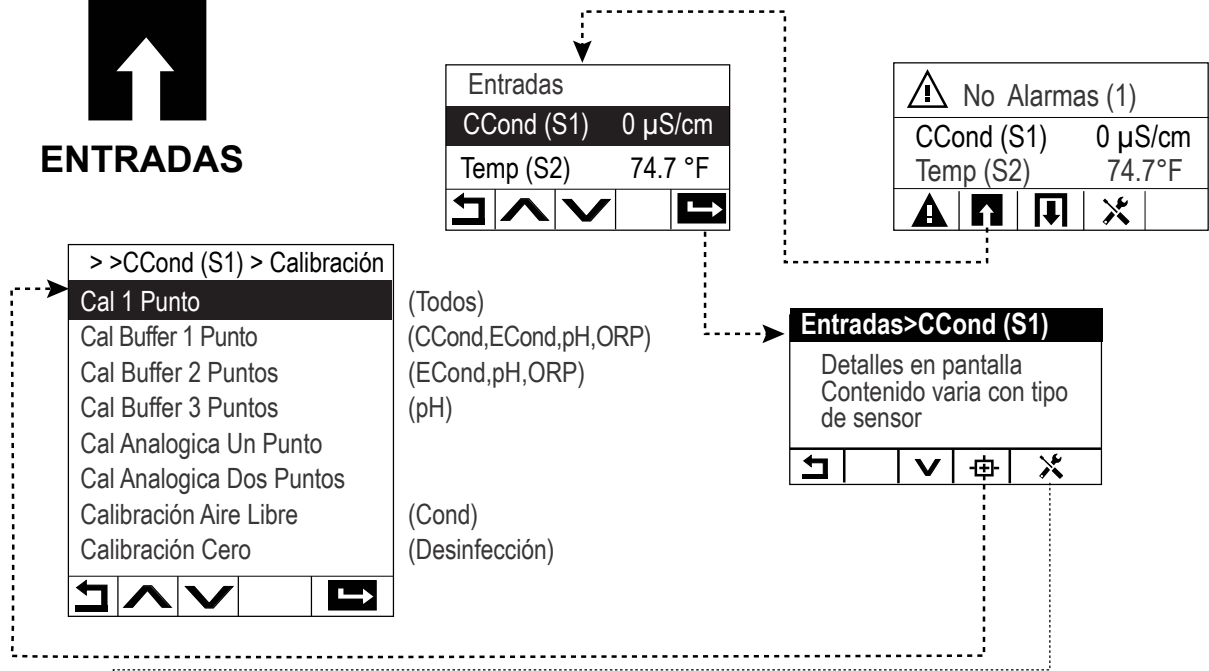 ENTRADAS
Entradas
CCond (S1) 0 µS/cm
Temp (S2) 74.7 °F
No Alarmas (1)
CCond (S1) 0 µS/cm
Temp (S2) 74.7°F
> >CCond (S1) > Calibración
Cal 1 Punto (Todos)
Cal Buffer 1 Punto (CCond,ECond,pH,ORP)
Cal Buffer 2 Puntos (ECond,pH,ORP)
Cal Buffer 3 Puntos (pH)
Cal Analogica Un Punto
Cal Analogica Dos Puntos
Calibración Aire Libre (Cond)
Calibración Cero (Desinfección)
Entradas>CCond (S1)
Detalles en pantalla
Contenido varia con tipo
de sensor